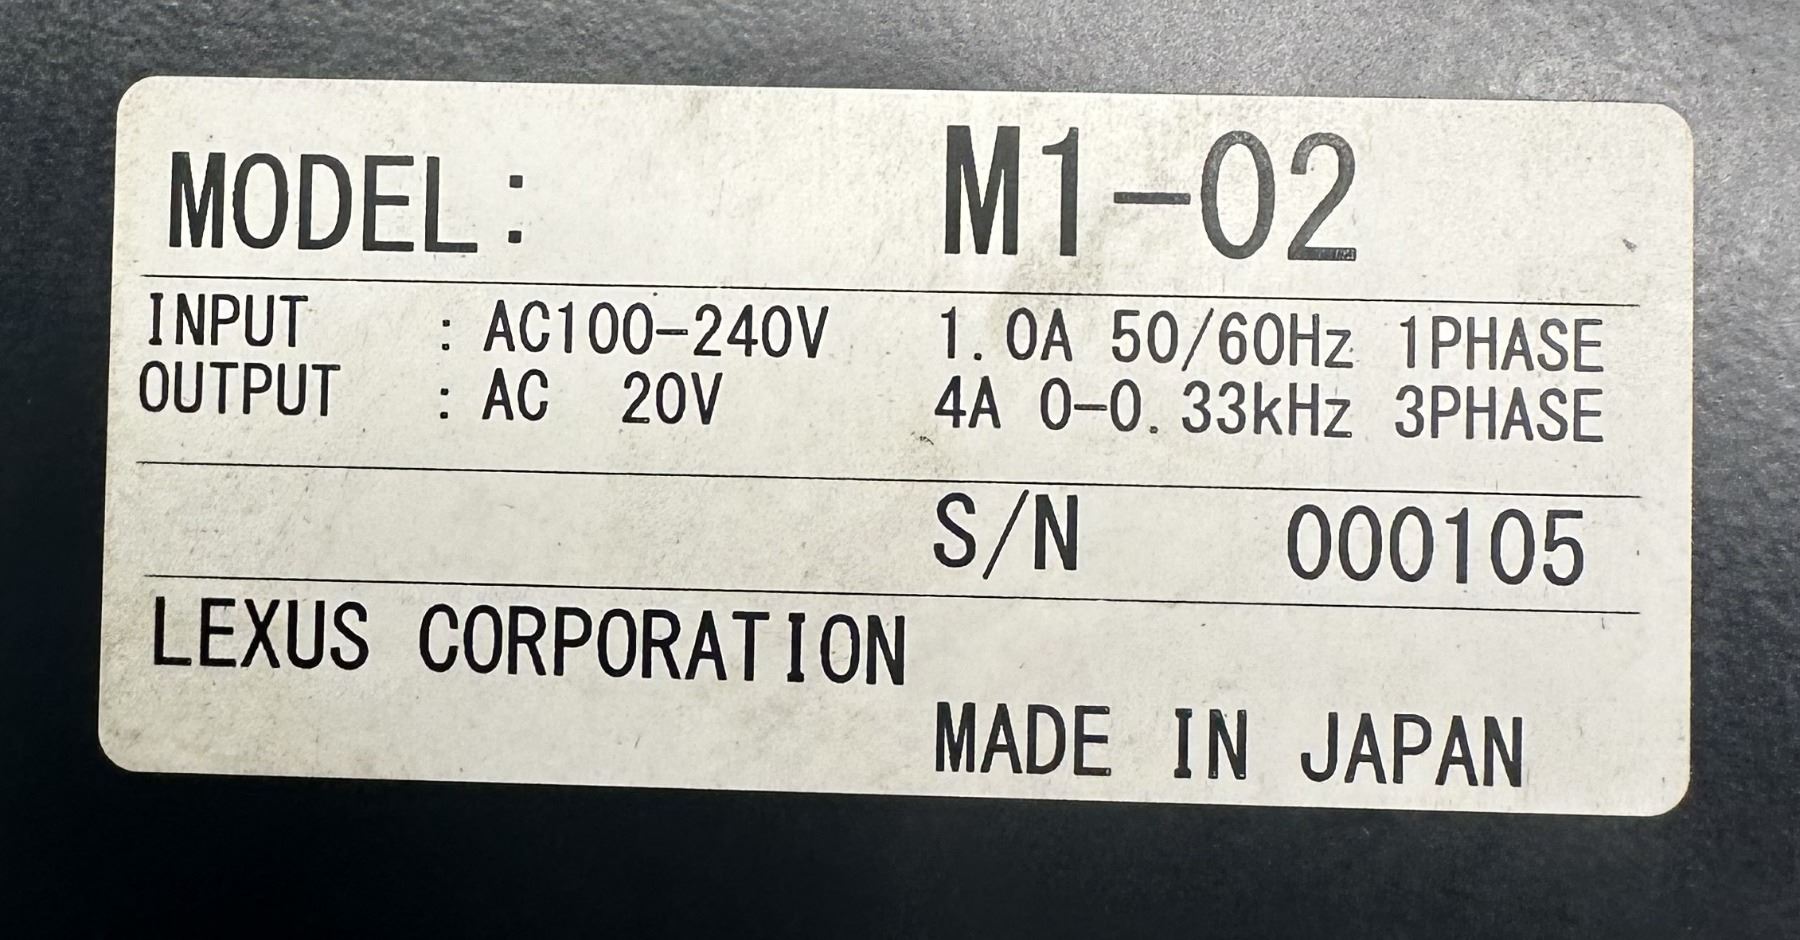 MODEL: M1-02
INPUT : AC100-240V 1.0A 50/60Hz 1PHASE
OUTPUT : AC 20V 4A 0-0.33kHz 3PHASE
S/N 000105
LEXUS CORPORATION
MADE IN JAPAN